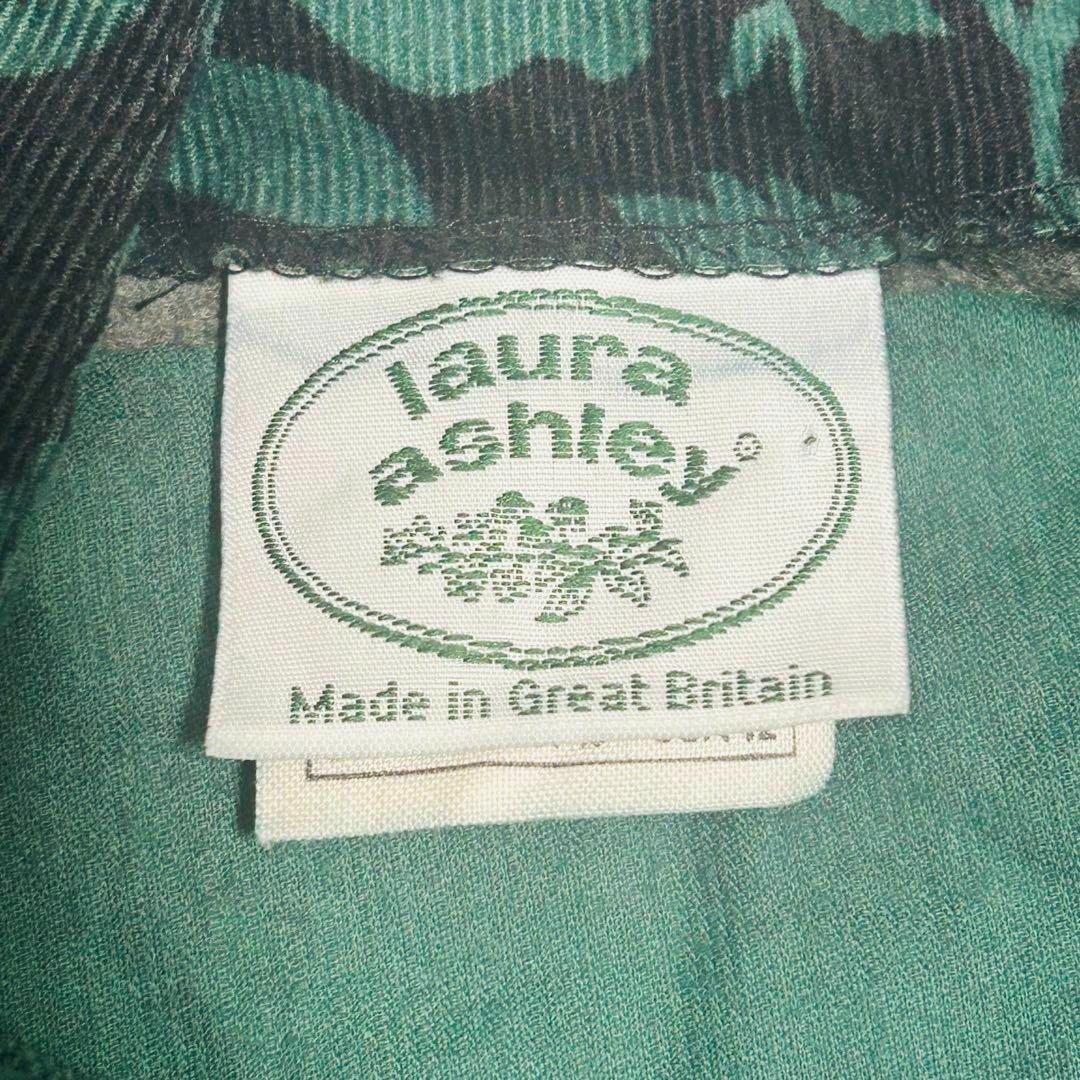 laura
ashley®
Made in Great Britain